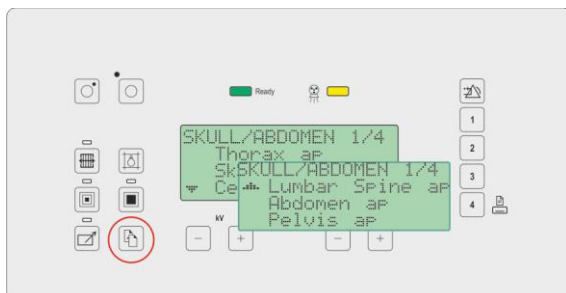 Ready
1
SKULL/ABDOMEN 1/4
Thorax ap
Sk
Ce
SKULL/ABDOMEN 1/4
Lumbar Spine ap
Abdomen ap
Pelvis ap
2
3
4
kV